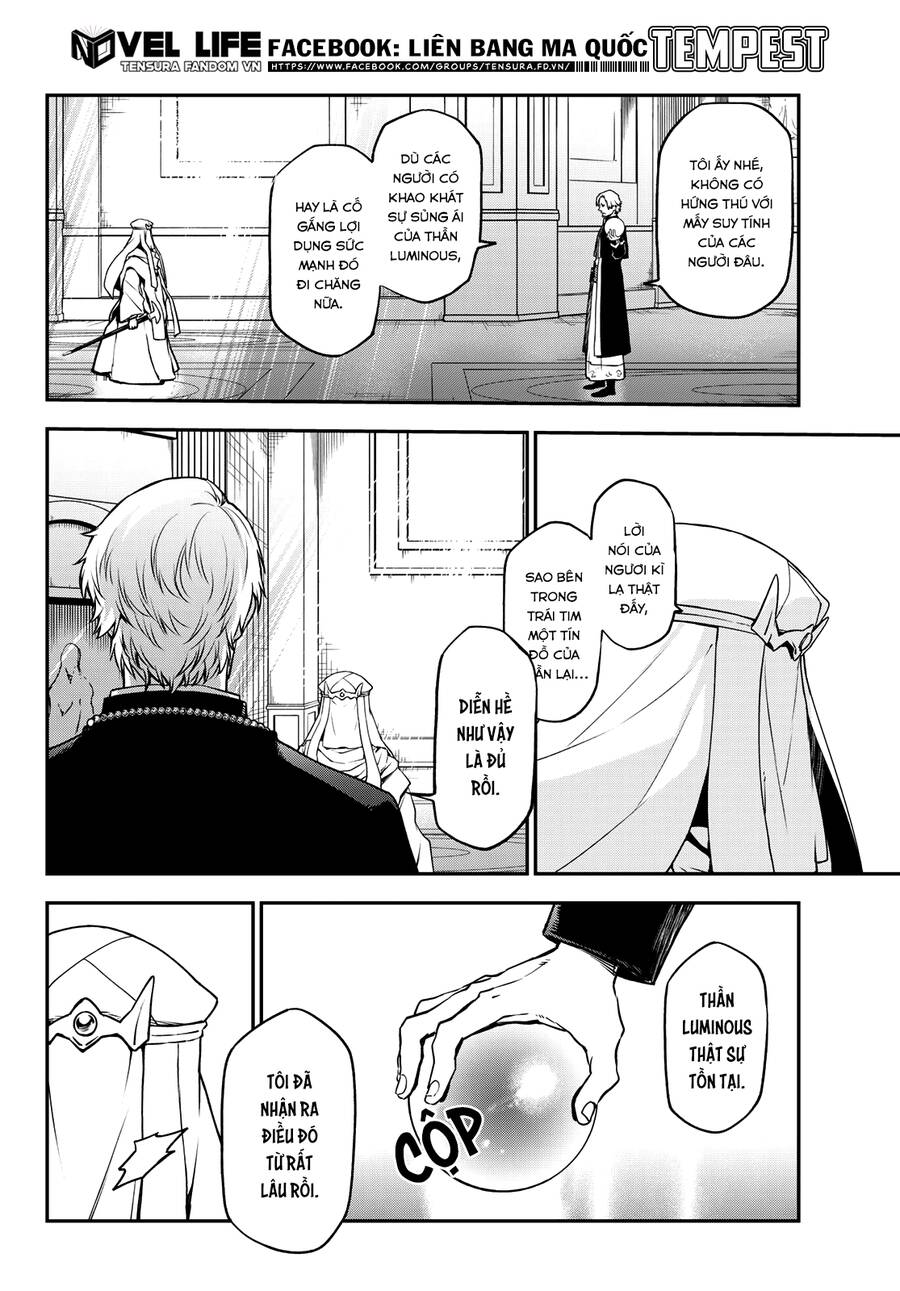 NOVEL LIFE
TENSURA FANDOM VN
FACEBOOK: LIÊN BANG MA QUỐC
HTTPS://WWW.FACEBOOK.COM/GROUPS/TENSURA.FD.VN/
TEMPEST
TÔI ẤY NHÉ,
KHÔNG CÓ
HỨNG THÚ VỚI
MẤY SUY TÍNH
CỦA CÁC
NGƯỜI ĐÂU.
DÙ CÁC
NGƯỜI CÓ
KHAO KHÁT
SỰ SỦNG ÁI
CỦA THẦN
LUMINOUS,
HAY LÀ CỐ
GẮNG LỢI
DỤNG SỨC
MẠNH ĐÓ
ĐI CHĂNG
NỮA.
LỜI
NÓI CỦA
NGƯƠI KÌ
LẠ THẬT
ĐẤY,
SAO BÊN
TRONG
TRÁI TIM
MỘT TÍN
ĐỒ CỦA
LẠI...
DIỄN HỀ
NHƯ VẬY
LÀ ĐỦ
RỒI.
THẦN
LUMINOUS
THẬT SỰ
TỒN TẠI.
CỘP
TÔI ĐÃ
NHẬN RA
ĐIỀU ĐÓ
TỪ RẤT
LÂU RỒI.